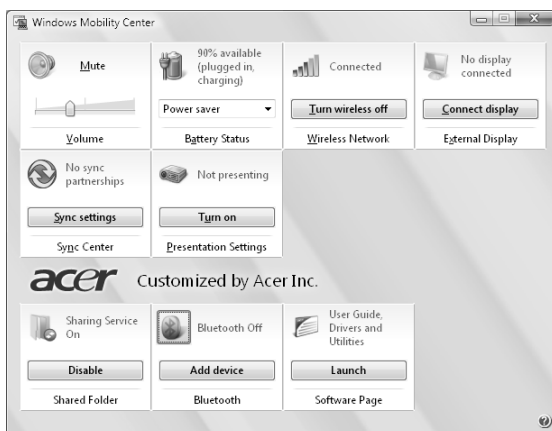 Windows Mobility Center
Mute
Volume
90% available
(plugged in,
charging)
Power saver
Battery Status
Connected
Turn wireless off
Wireless Network
No display
connected
Connect display
External Display
No sync
partnerships
Sync settings
Sync Center
Not presenting
Turn on
Presentation Settings
acer Customized by Acer Inc.
Sharing Service
On
Disable
Shared Folder
Bluetooth Off
Add device
Bluetooth
User Guide,
Drivers and
Utilities
Launch
Software Page